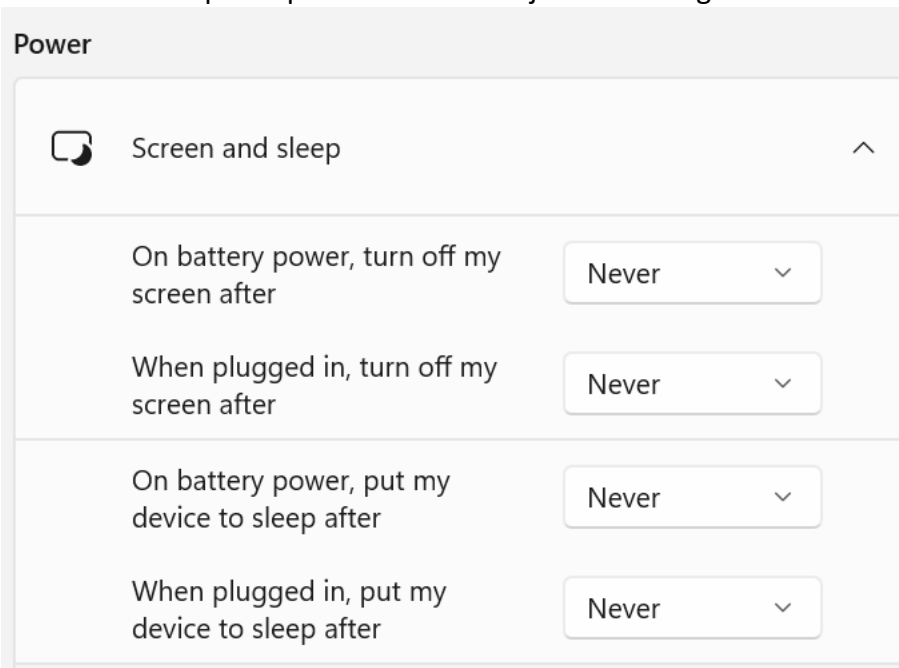 Power
Screen and sleep
On battery power, turn off my
screen after
Never
When plugged in, turn off my
screen after
Never
On battery power, put my
device to sleep after
Never
When plugged in, put my
device to sleep after
Never